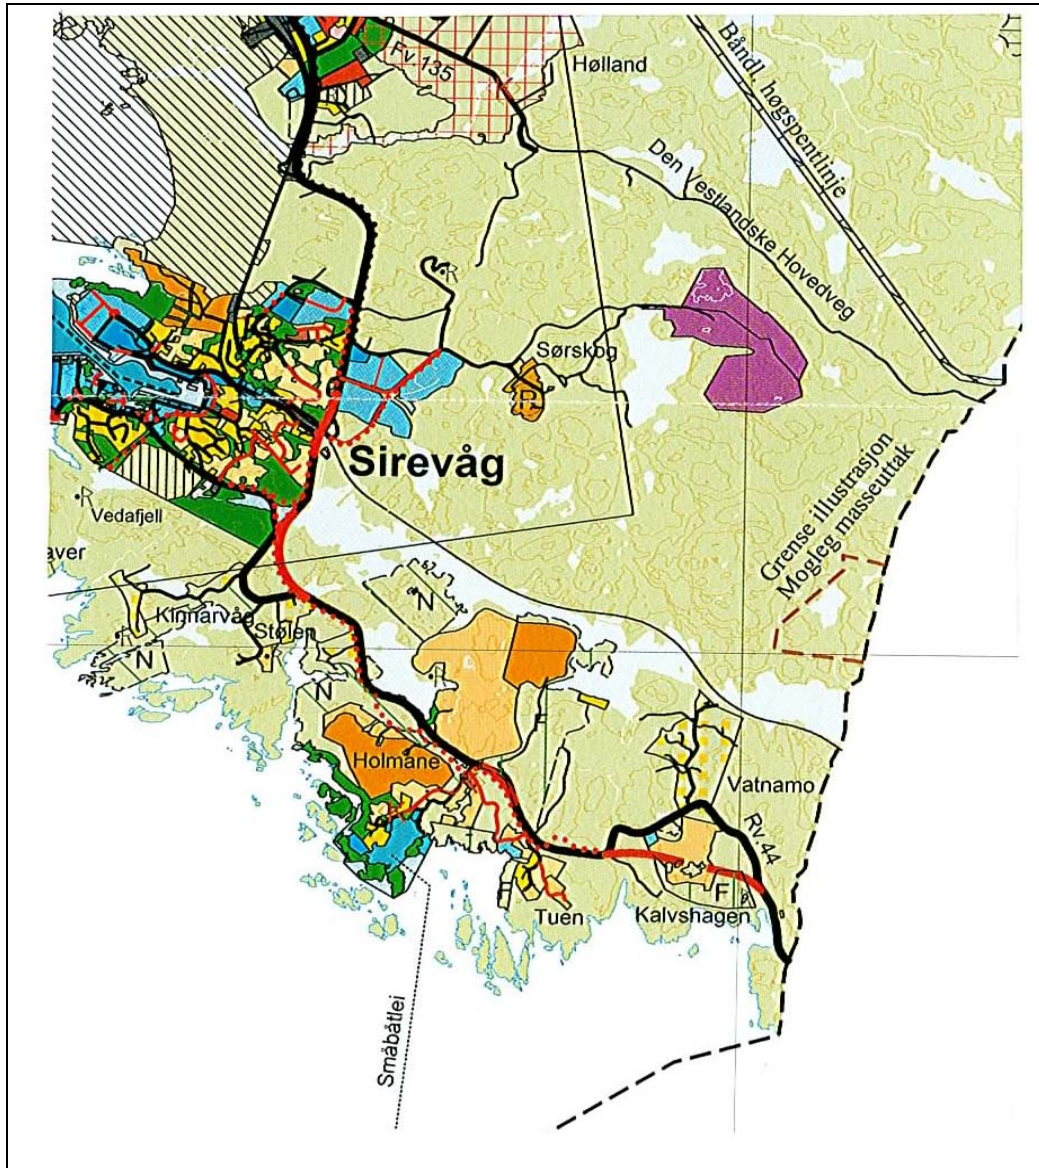 Fv 135
Hølland
Båndl. høgspentlinje
Den Vestlandske Hovedveg
R
Sørskog
R
Sirevåg
R
Vedafjell
Grense illustrasjon
Mogleg masseuttak
aver
N
Kinnarvåg
Stølen
R
N
N
R
F
Holmane
Vatnamo
Rv 44
F
F
Tuen
Kalvshagen
Småbåtlei